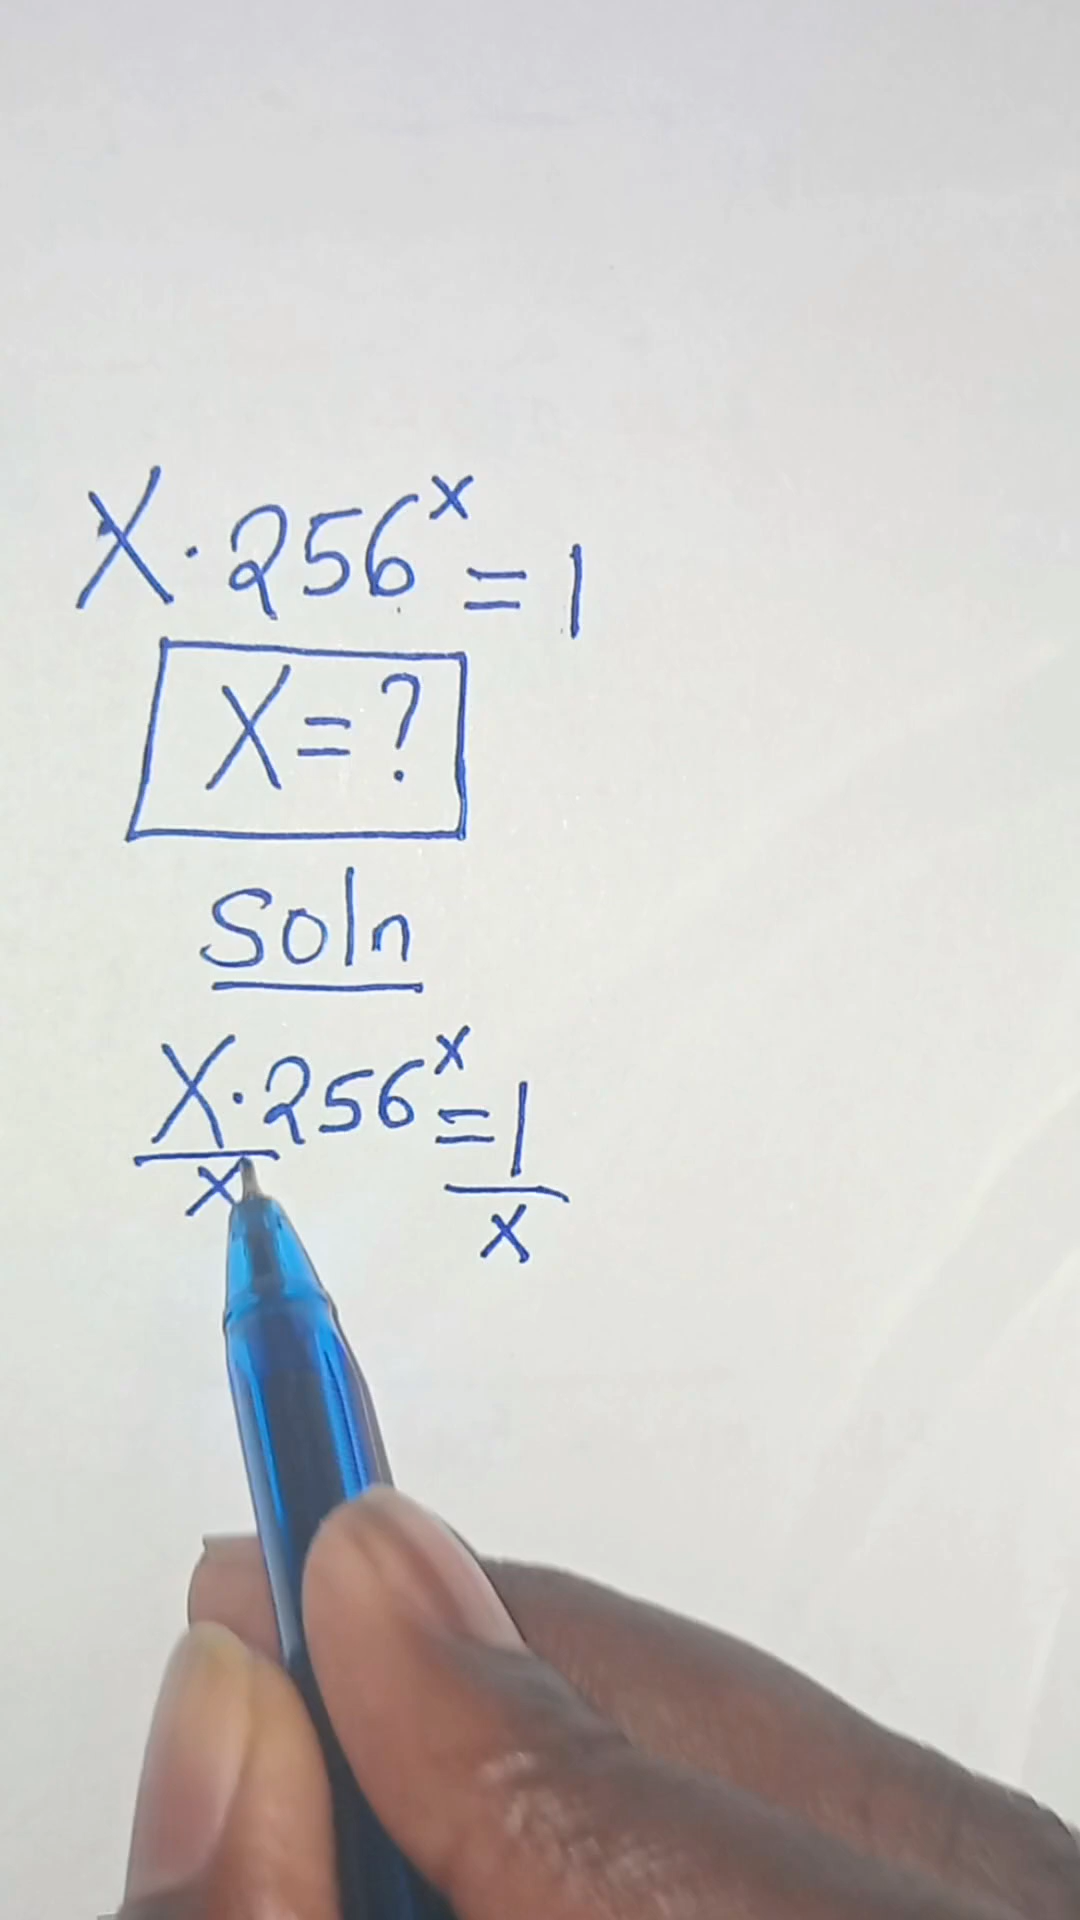 X · 256^x = 1
X = ?
Soln
X · 256^x = 1
x x